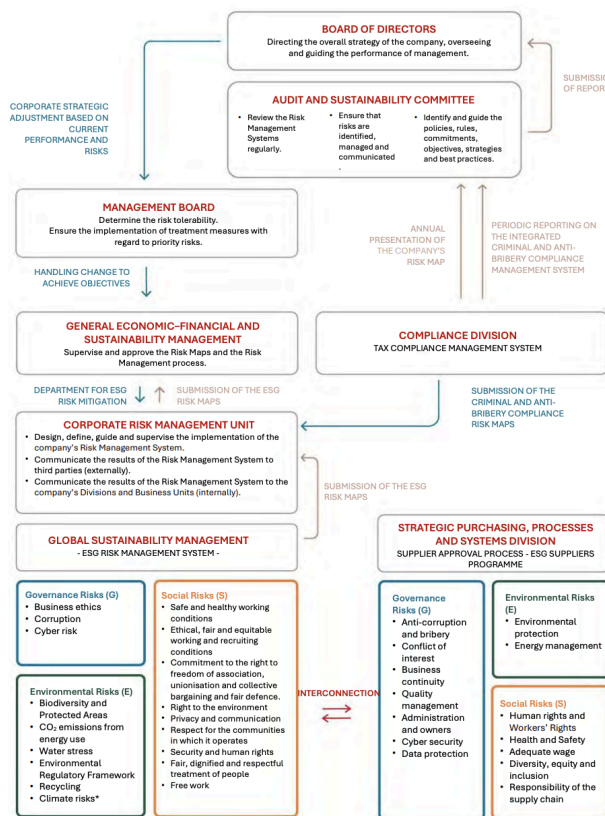 BOARD OF DIRECTORS
Directing the overall strategy of the company, overseeing
and guiding the performance of management.
SUBMISSION
OF REPORT
AUDIT AND SUSTAINABILITY COMMITTEE
• Review the Risk
Management
Systems
regularly.
• Ensure that
risks are
identified,
managed and
communicated
.
• Identify and guide the
policies, rules,
commitments,
objectives, strategies
and best practices.
CORPORATE STRATEGIC
ADJUSTMENT BASED ON
CURRENT
PERFORMANCE AND
RISKS
MANAGEMENT BOARD
Determine the risk tolerability.
Ensure the implementation of treatment measures with
regard to priority risks.
ANNUAL
PRESENTATION OF
THE COMPANY'S
RISK MAP
PERIODIC REPORTING ON
THE INTEGRATED
CRIMINAL AND ANTI-
BRIBERY COMPLIANCE
MANAGEMENT SYSTEM
HANDLING CHANGE TO
ACHIEVE OBJECTIVES
GENERAL ECONOMIC–FINANCIAL AND
SUSTAINABILITY MANAGEMENT
Supervise and approve the Risk Maps and the Risk
Management process.
COMPLIANCE DIVISION
TAX COMPLIANCE MANAGEMENT SYSTEM
DEPARTMENT FOR ESG
RISK MITIGATION
SUBMISSION OF THE ESG
RISK MAPS
SUBMISSION OF THE
CRIMINAL AND ANTI-
BRIBERY COMPLIANCE
RISK MAPS
CORPORATE RISK MANAGEMENT UNIT
• Design, define, guide and supervise the implementation of the
company's Risk Management System.
• Communicate the results of the Risk Management System to
third parties (externally).
• Communicate the results of the Risk Management System to the
company's Divisions and Business Units (internally).
SUBMISSION OF THE ESG
RISK MAPS
GLOBAL SUSTAINABILITY MANAGEMENT
- ESG RISK MANAGEMENT SYSTEM -
STRATEGIC PURCHASING, PROCESSES
AND SYSTEMS DIVISION
SUPPLIER APPROVAL PROCESS - ESG SUPPLIERS
PROGRAMME
Governance Risks (G)
• Business ethics
• Corruption
• Cyber risk
Environmental Risks (E)
• Biodiversity and
Protected Areas
• CO₂ emissions from
energy use
• Water stress
• Environmental
Regulatory Framework
• Recycling
• Climate risks*
Social Risks (S)
• Safe and healthy working
conditions
• Ethical, fair and equitable
working and recruiting
conditions
• Commitment to the right to
freedom of association,
unionisation and collective
bargaining and fair defence.
• Right to the environment
• Privacy and communication
• Respect for the communities
in which it operates
• Security and human rights
• Fair, dignified and respectful
treatment of people
• Free work
INTERCONNECTION
Governance
Risks (G)
• Anti-corruption
and bribery
• Conflict of
interest
• Business
continuity
• Quality
management
• Administration
and owners
• Cyber security
• Data protection
Environmental Risks
(E)
• Environmental
protection
• Energy management
Social Risks (S)
• Human rights and
Workers' Rights
• Health and Safety
• Adequate wage
• Diversity, equity and
inclusion
• Responsibility of the
supply chain